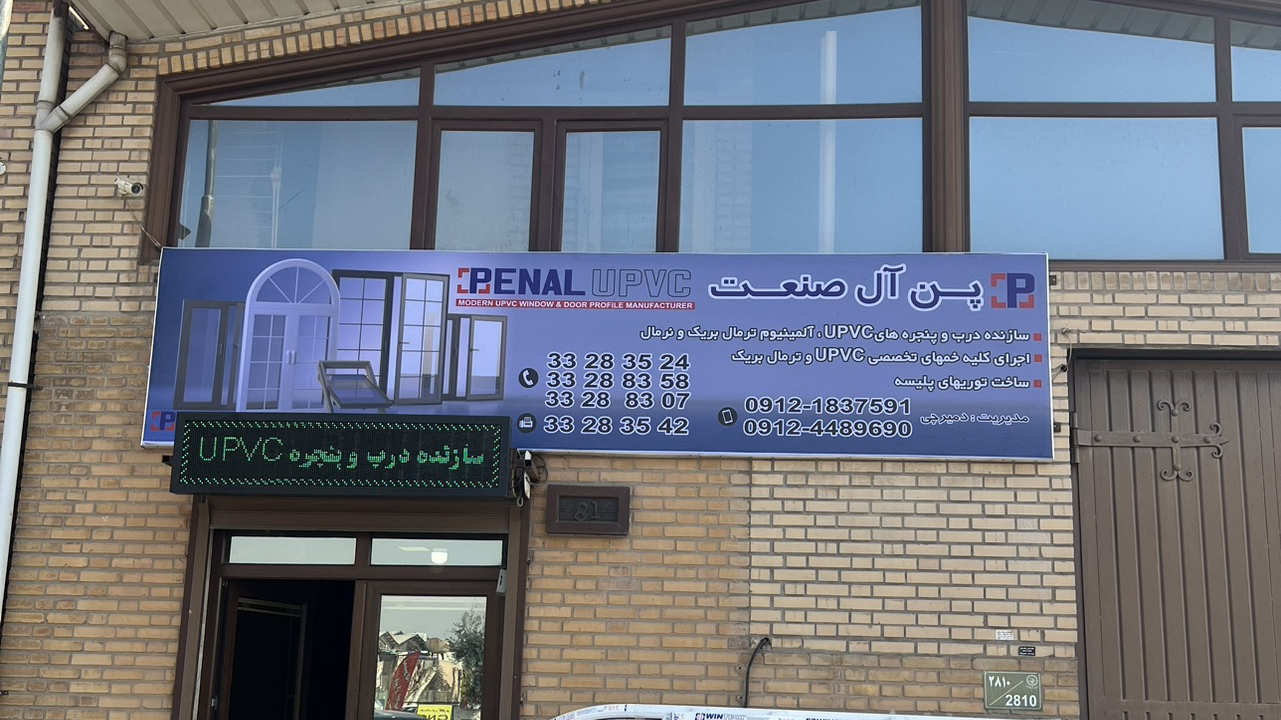 PENAL UPVC
MODERN UPVC WINDOW & DOOR PROFILE MANUFACTURER
پن آل صنعت
P
سازنده درب و پنجره های UPVC ، آلمینیوم ترمال بریک و نرمال
اجرای کلیه خمهای تخصصی UPVC و ترمال بریک
ساخت توریهای پلیسه
33 28 35 24
33 28 83 58
33 28 83 07
33 28 35 42
مدیریت : دمیرچی
0912-1837591
0912-4489690
P
سازنده درب و پنجره UPVC
81
۲۸۱۰
2810